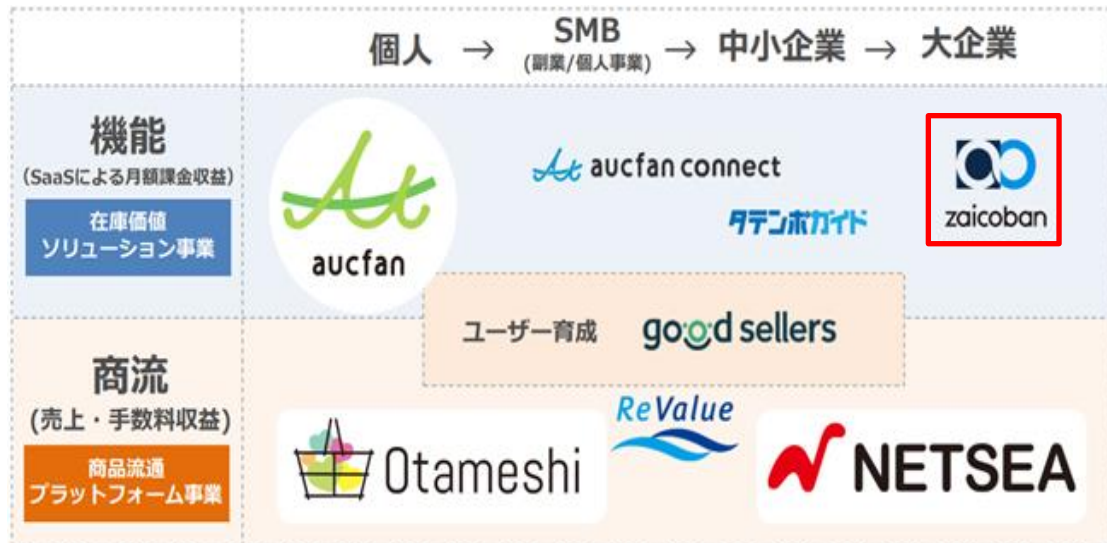 個人 → SMB → 中小企業 → 大企業
(副業/個人事業)
機能
(SaaSによる月額課金収益)
在庫価値
ソリューション事業
aucfan
aucfan connect
タテンポガイド
zaicoban
ユーザー育成 good sellers
商流
(売上・手数料収益)
商品流通
プラットフォーム事業
Otameshi
ReValue
NETSEA